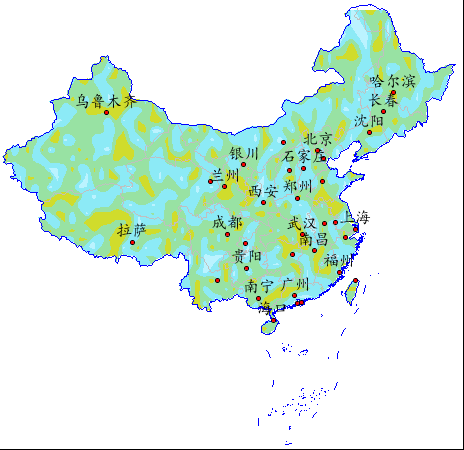 哈尔滨
乌鲁木齐
长春
沈阳
北京
银川
石家庄
兰州
西安
郑州
上海
成都
武汉
拉萨
南昌
贵阳
福州
南宁
广州
海口